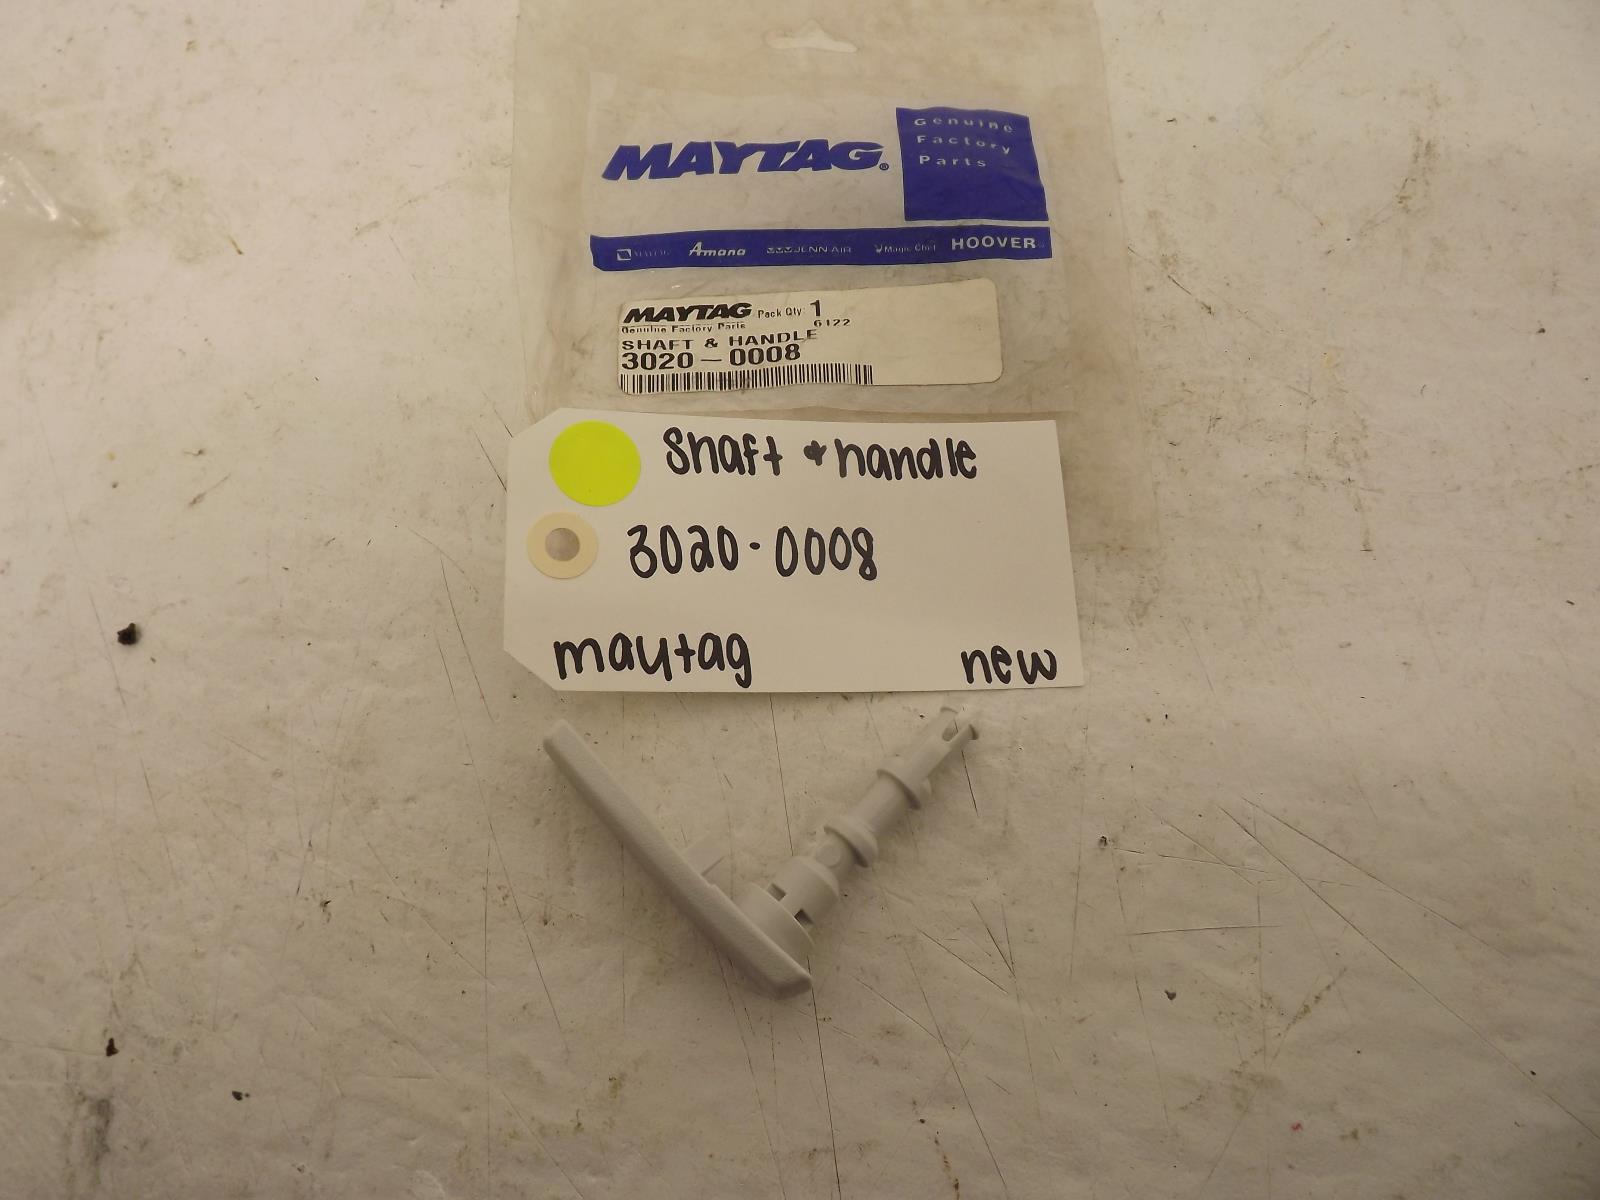 MAYTAG®
Genuine
Factory
Parts
MAYTAG Amana JENN-AIR Magic Chef HOOVER
MAYTAG Pack Qty: 1
Genuine Factory Parts 6122
SHAFT & HANDLE
3020-0008
Shaft & handle
3020-0008
maytag new